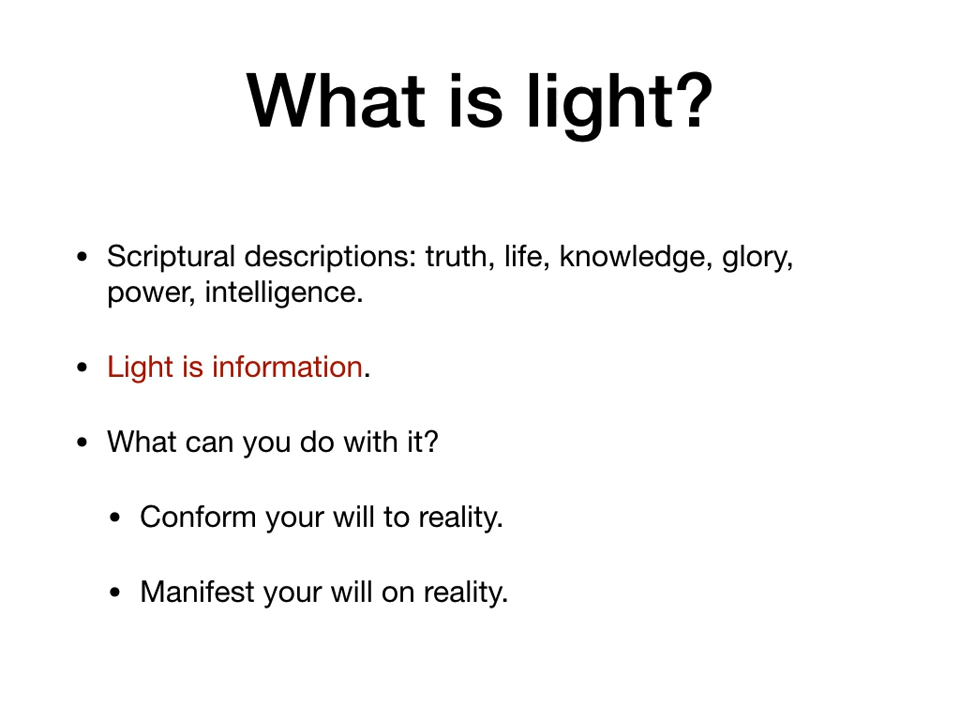 What is light?
• Scriptural descriptions: truth, life, knowledge, glory,
power, intelligence.
• Light is information.
• What can you do with it?
• Conform your will to reality.
• Manifest your will on reality.